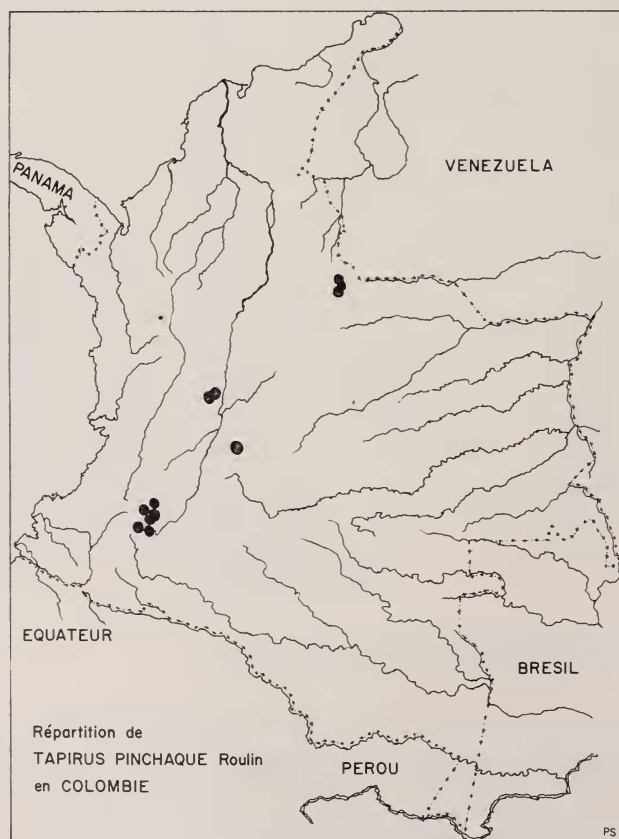 PANAMA
VENEZUELA
EQUATEUR
BRESIL
PEROU
Répartition de
TAPIRUS PINCHAQUE Roulin
en COLOMBIE
PS